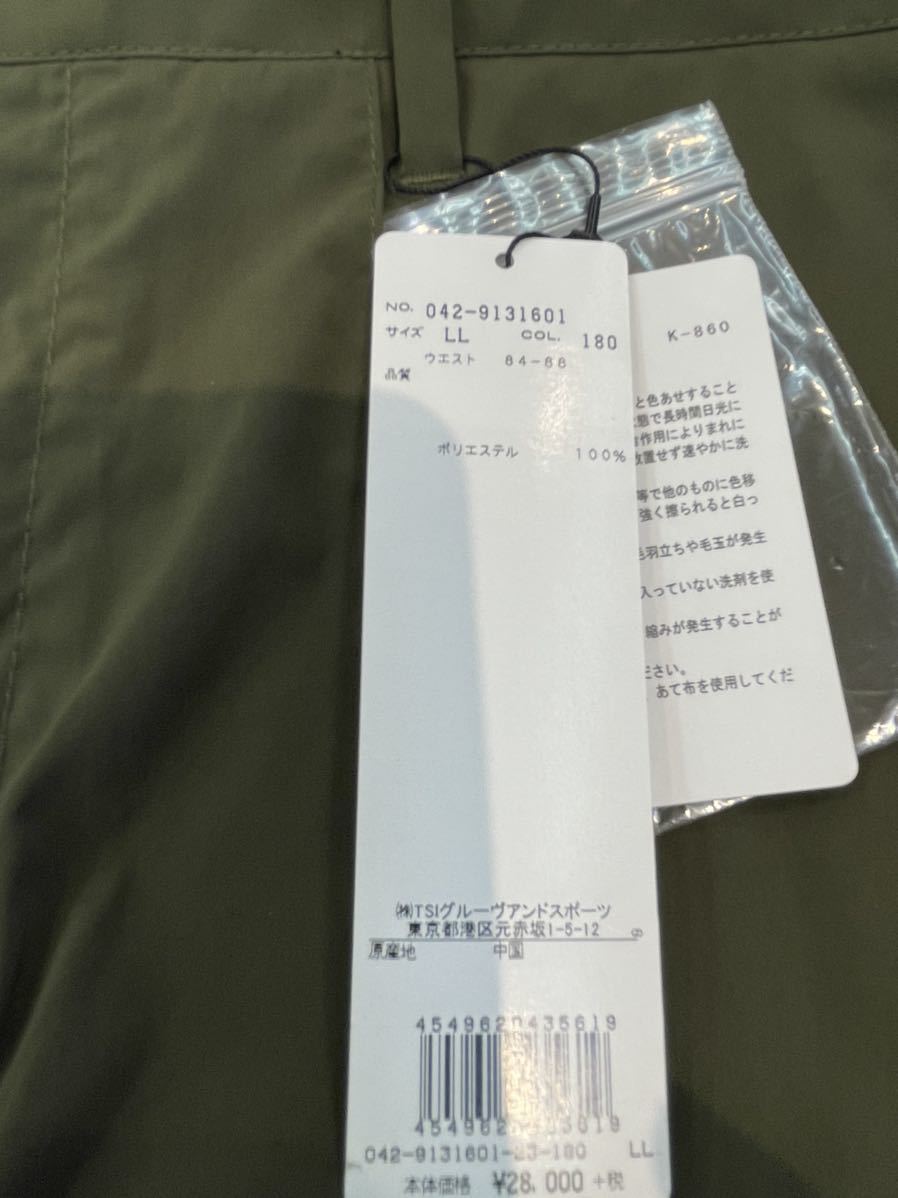 NO. 042-9131601
サイズ LL COL. 180
ウエスト 84-88
品質
ポリエステル 100%
㈱TSIグルーヴアンドスポーツ
東京都港区元赤坂1-5-12
原産地 中国
4549620435619
4549620435619
042-9131601-23-180 LL
本体価格 ¥28,000+税
K-860
と色あせすること
態で長時間日光に
作用によりまれに
放置せず速やかに洗
等で他のものに色移
強く擦られると白っ
毛羽立ちや毛玉が発生
入っていない洗剤を使
縮みが発生することが
ださい。
あて布を使用してくだ